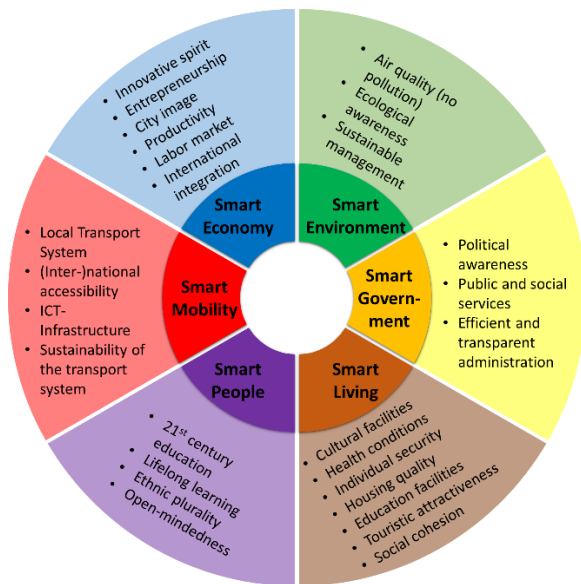 • Innovative spirit
• Entrepreneurship
• City Image
• Productivity
• Labor market
• International
integration
• Air quality (no
pollution)
• Ecological
awareness
• Sustainable
management
Smart
Economy
Smart
Environment
• Local Transport
System
• (Inter-)national
accessibility
• ICT-
Infrastructure
• Sustainability of
the transport
system
Smart
Mobility
Smart
Govern-
ment
• Political
awareness
• Public and social
services
• Efficient and
transparent
administration
Smart
People
Smart
Living
• 21st century
education
• Lifelong learning
• Ethnic plurality
• Open-mindedness
• Cultural facilities
• Health conditions
• Individual security
• Housing quality
• Education facilities
• Touristic attractiveness
• Social cohesion